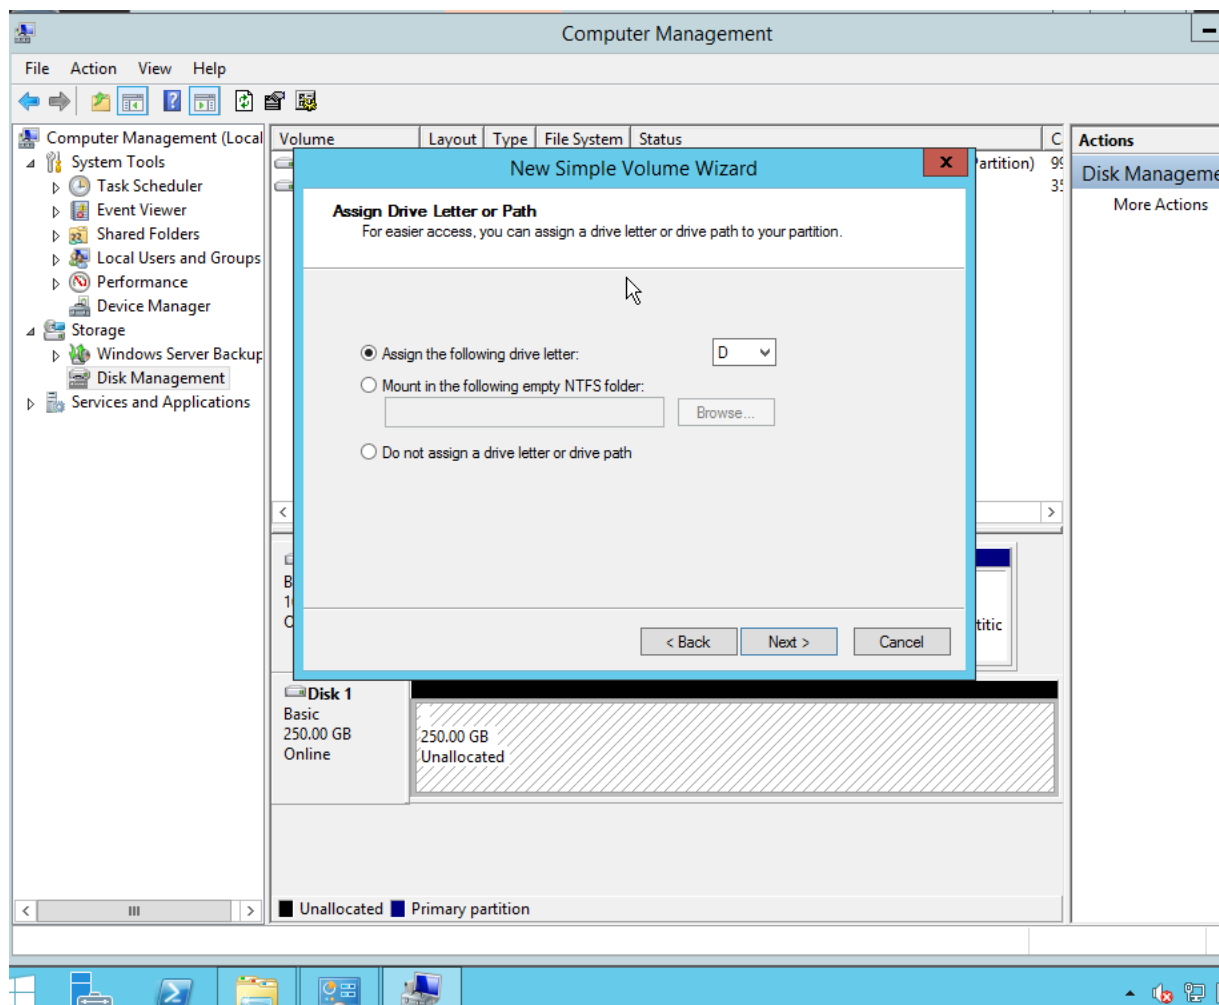 Computer Management
File Action View Help
Computer Management (Local
System Tools
Task Scheduler
Event Viewer
Shared Folders
Local Users and Groups
Performance
Device Manager
Storage
Windows Server Backup
Disk Management
Services and Applications
Volume Layout Type File System Status C
Partition) 99
35
New Simple Volume Wizard
Assign Drive Letter or Path
For easier access, you can assign a drive letter or drive path to your partition.
Assign the following drive letter: D
Mount in the following empty NTFS folder:
Browse...
Do not assign a drive letter or drive path
< Back Next > Cancel
B
10
O
titic
Disk 1
Basic
250.00 GB
Online
250.00 GB
Unallocated
Unallocated Primary partition
Actions
Disk Manageme
More Actions